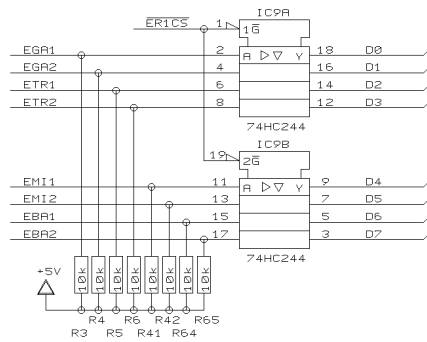 IC9A
ER1CS 1 1G
EGA1 2 A Y 18 D0
EGA2 4 16 D1
ETR1 6 14 D2
ETR2 8 12 D3
74HC244
IC9B
19 2G
EMI1 11 A Y 9 D4
EMI2 13 7 D5
EBA1 15 5 D6
EBA2 17 3 D7
74HC244
+5V
10k 10k 10k 10k 10k 10k 10k 10k
R4 R6 R42 R65
R3 R5 R41 R64